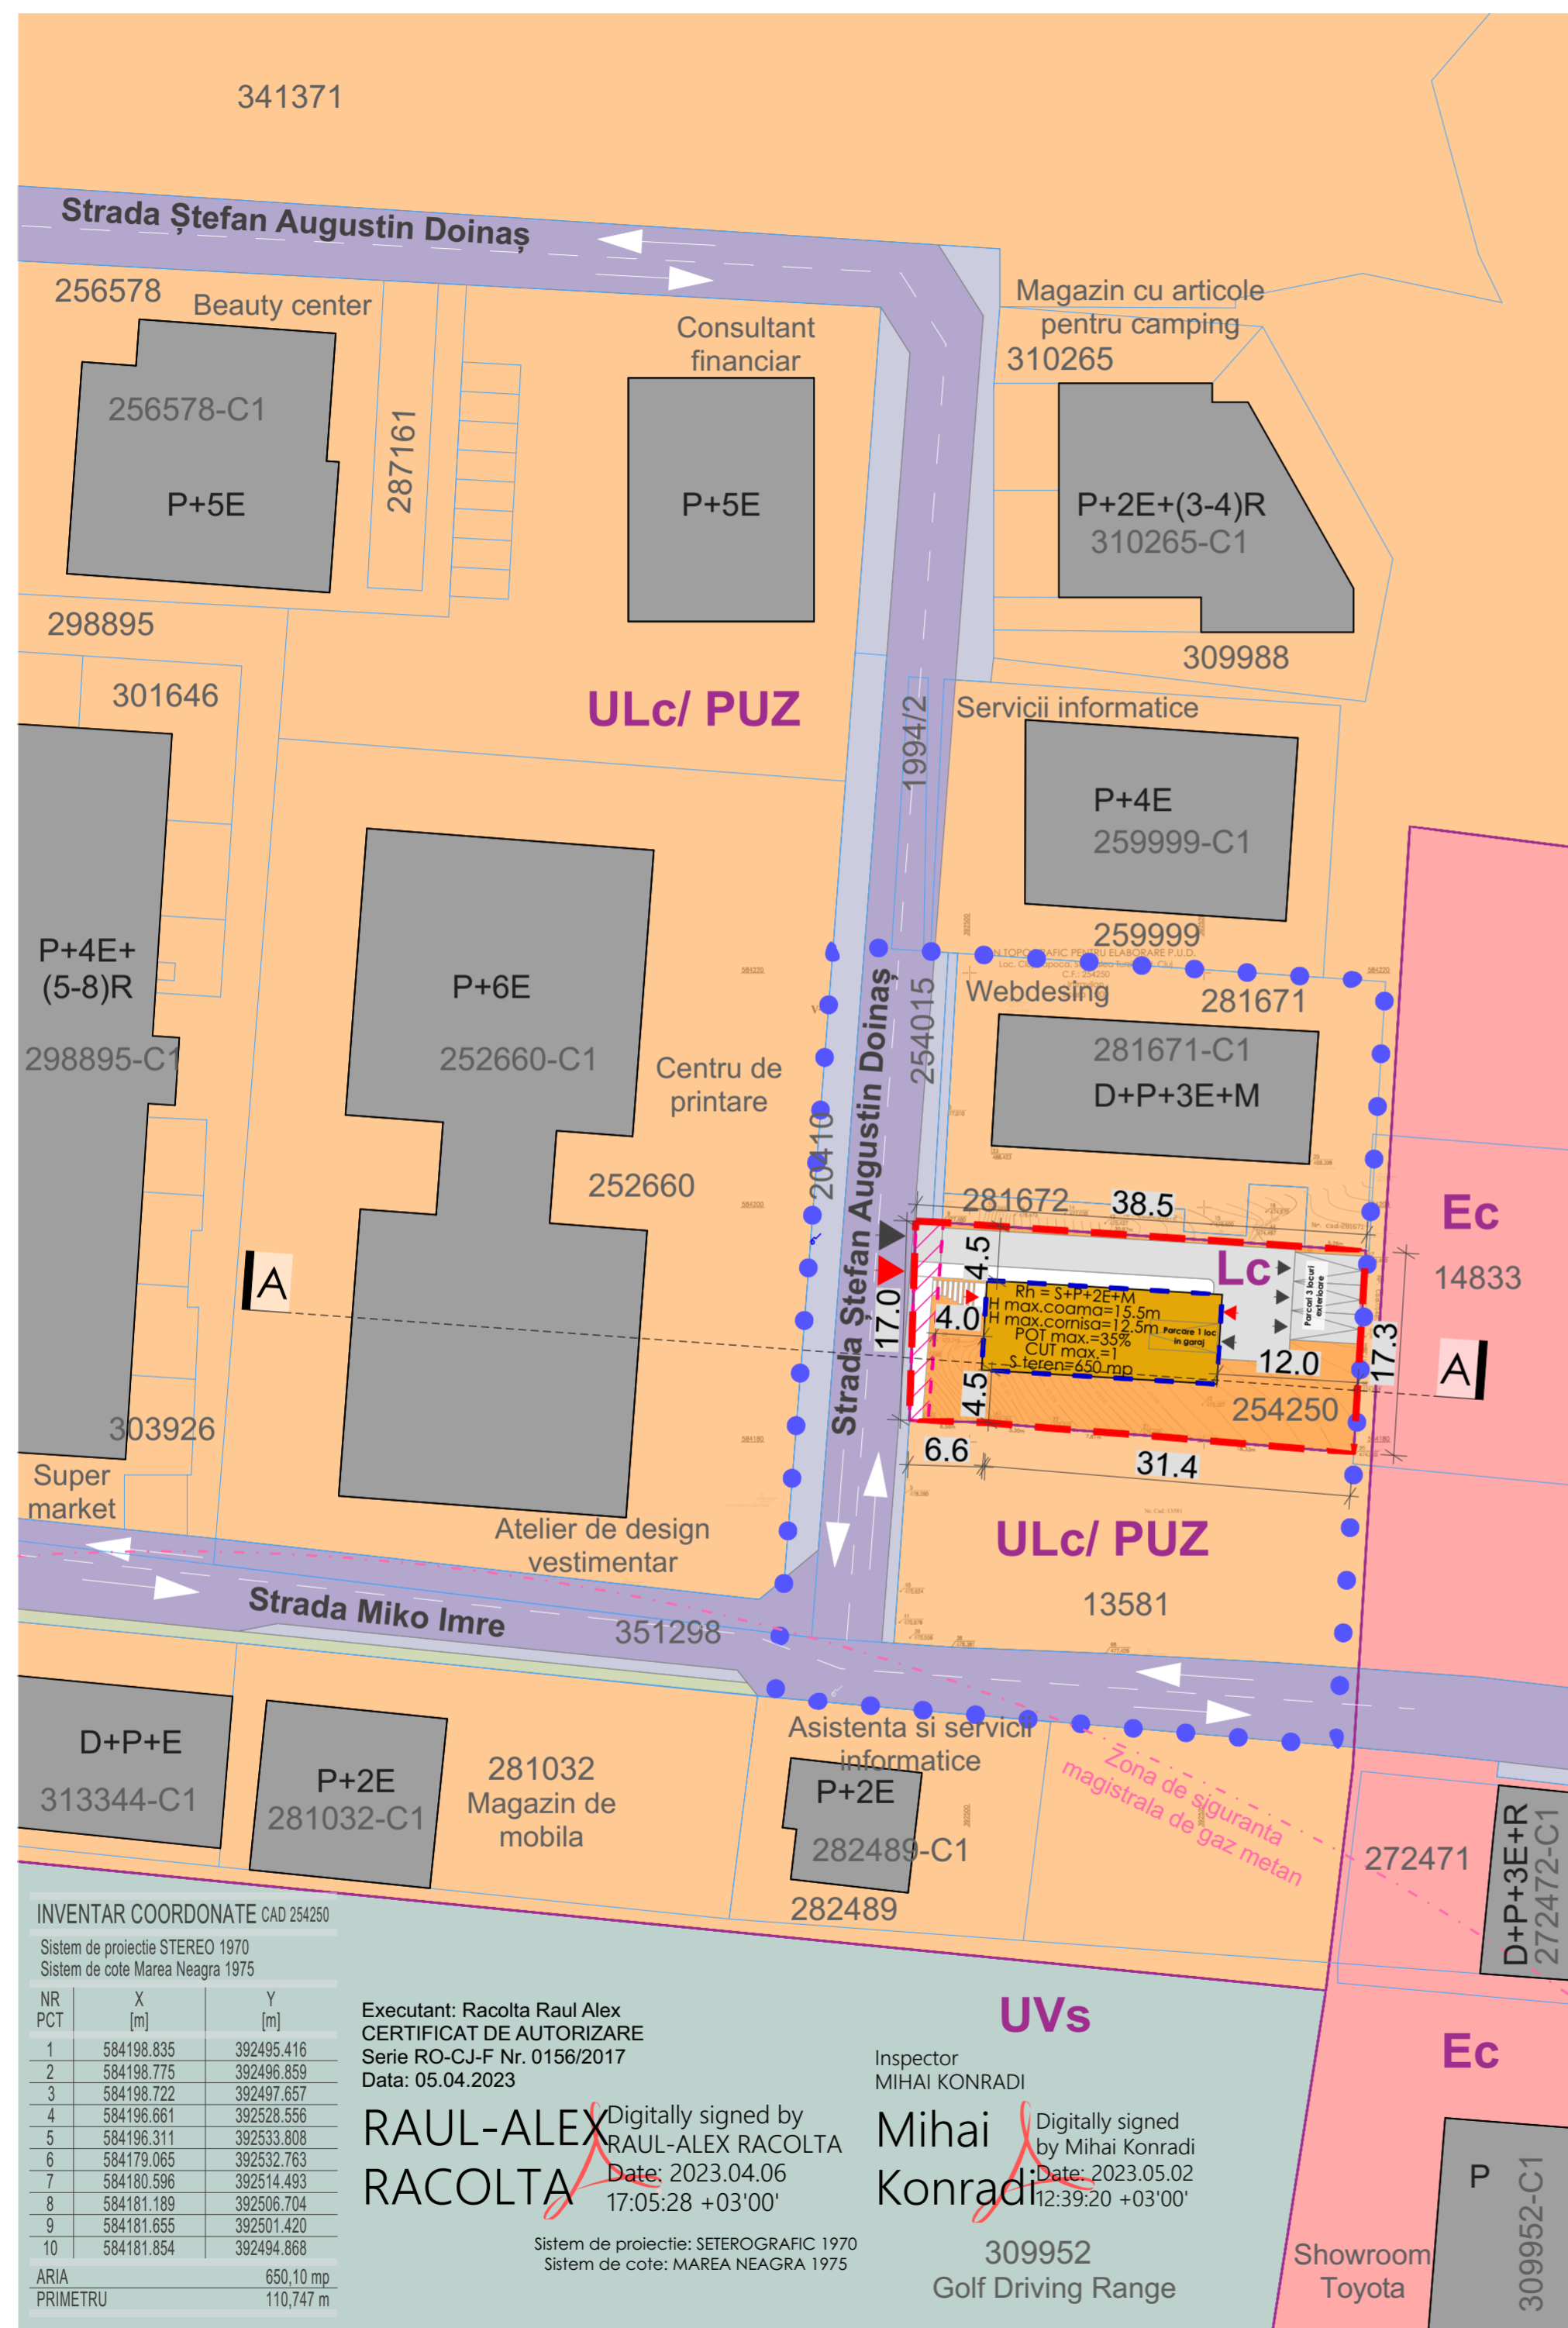 341371
Strada Ștefan Augustin Doinaș
256578
Beauty center
Consultant
financiar
Magazin cu articole
pentru camping
310265
256578-C1
287161
P+5E
P+5E
P+2E+(3-4)R
310265-C1
298895
309988
301646
ULc/ PUZ
1994/2
Servicii informatice
P+4E
259999-C1
P+4E+
(5-8)R
298895-C1
P+6E
252660-C1
259999
Webdesing
281671
254015
281671-C1
D+P+3E+M
Centru de
printare
20410
252660
Strada Ștefan Augustin Doinaș
281672
38.5
Ec
14833
A
4.5
Lc
17.0
4.0
Rh = S+P+2E+M
H max.coama=15.5m
H max.cornisa=12.5m
POT max.=35%
CUT max.=1
S teren=650 mp
Parcare 1 loc
in garaj
Parcari 3 locuri
exterioare
12.0
17.3
A
4.5
254250
303926
6.6
31.4
Super
market
Atelier de design
vestimentar
ULc/ PUZ
13581
Strada Miko Imre
351298
D+P+E
313344-C1
P+2E
281032-C1
281032
Magazin de
mobila
Asistenta si servicii
informatice
P+2E
282489-C1
282489
Zona de siguranta
magistrala de gaz metan
272471
D+P+3E+R
272472-C1
INVENTAR COORDONATE CAD 254250
Sistem de proiectie STEREO 1970
Sistem de cote Marea Neagra 1975
NR PCT X [m] Y [m]
1 584198.835 392495.416
2 584198.775 392496.859
3 584198.722 392497.657
4 584196.661 392528.556
5 584196.311 392533.808
6 584179.065 392532.763
7 584180.596 392514.493
8 584181.189 392506.704
9 584181.655 392501.420
10 584181.854 392494.868
ARIA 650,10 mp
PRIMETRU 110,747 m
Executant: Racolta Raul Alex
CERTIFICAT DE AUTORIZARE
Serie RO-CJ-F Nr. 0156/2017
Data: 05.04.2023
RAUL-ALEX
RACOLTA
Digitally signed by
RAUL-ALEX RACOLTA
Date: 2023.04.06
17:05:28 +03'00'
Sistem de proiectie: SETEROGRAFIC 1970
Sistem de cote: MAREA NEAGRA 1975
UVs
Inspector
MIHAI KONRADI
Mihai
Konradi
Digitally signed
by Mihai Konradi
Date: 2023.05.02
12:39:20 +03'00'
309952
Golf Driving Range
Ec
P
309952-C1
Showroom
Toyota